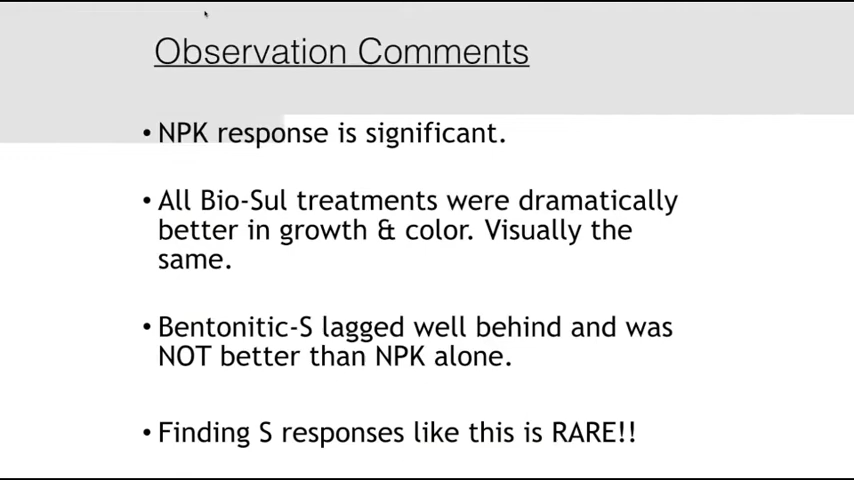 Observation Comments
• NPK response is significant.
• All Bio-Sul treatments were dramatically
better in growth & color. Visually the
same.
• Bentonitic-S lagged well behind and was
NOT better than NPK alone.
• Finding S responses like this is RARE!!